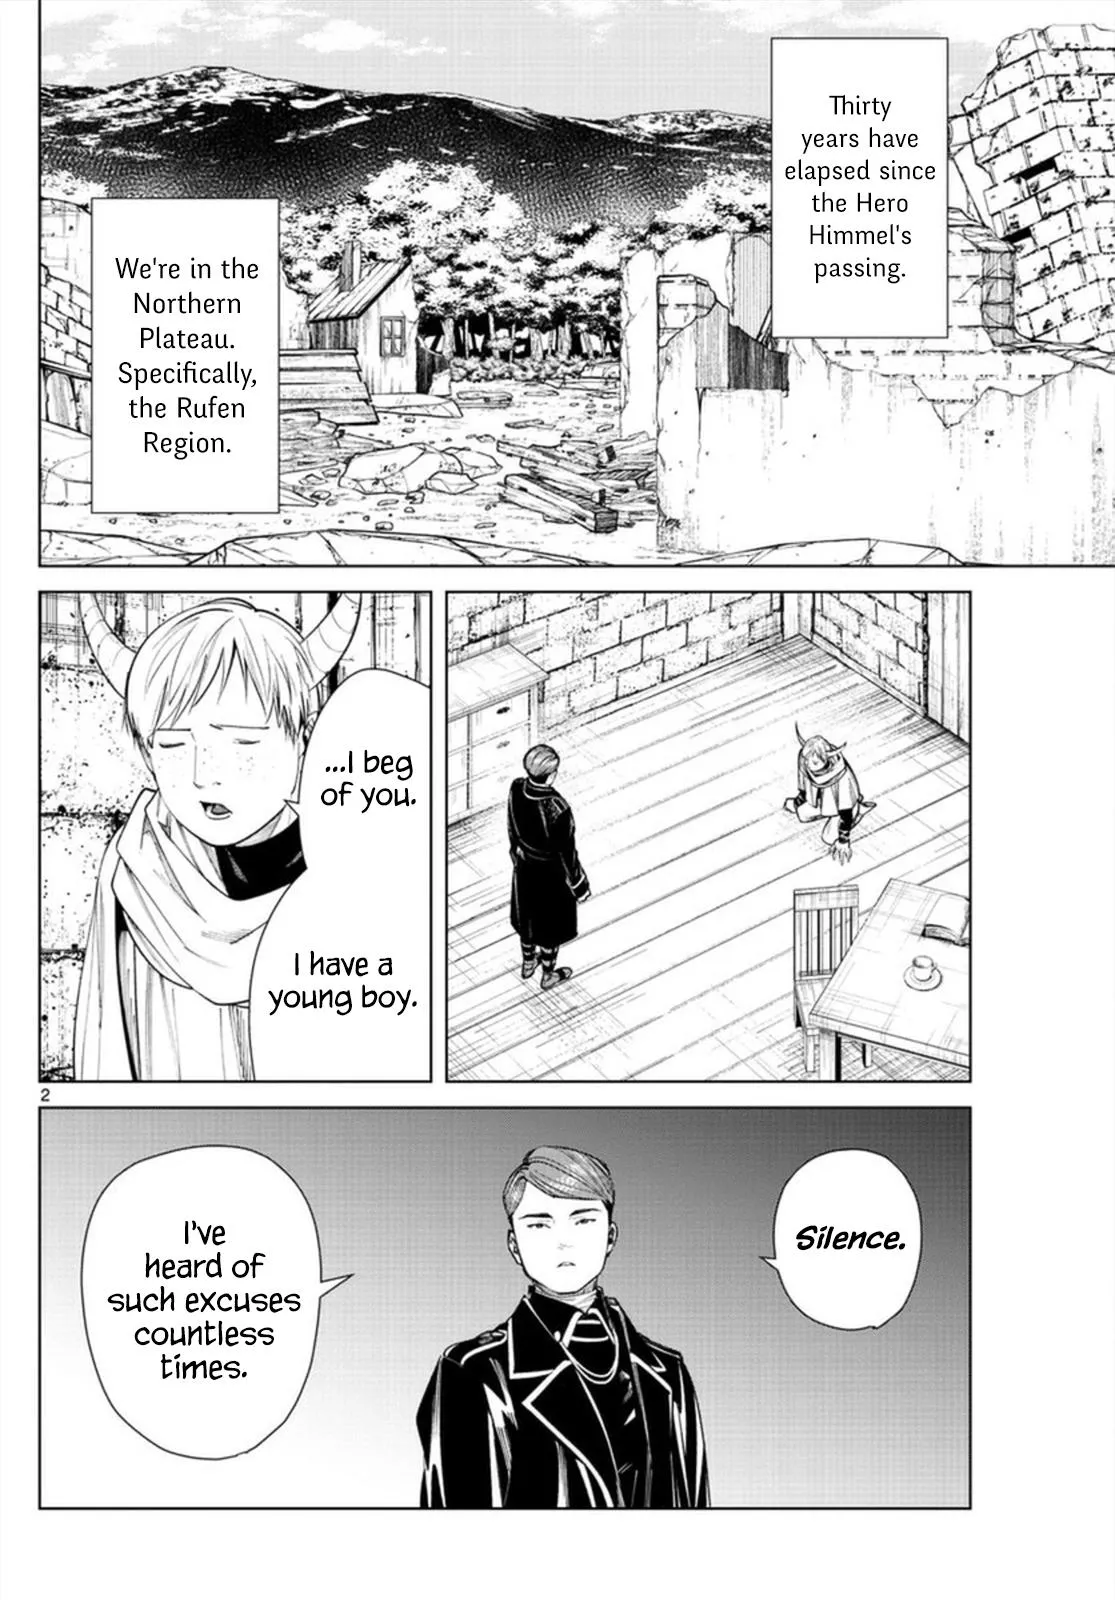 Thirty
years have
elapsed since
the Hero
Himmel's
passing.
We're in the
Northern
Plateau.
Specifically,
the Rufen
Region.
...I beg
of you.
I have a
young boy.
2
Silence.
I've
heard of
such excuses
countless
times.